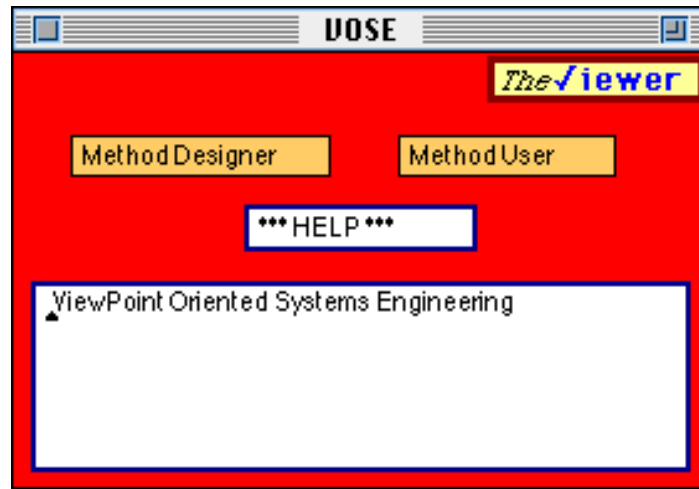 VOSE
The√iewer
Method Designer Method User
*** HELP ***
ViewPoint Oriented Systems Engineering